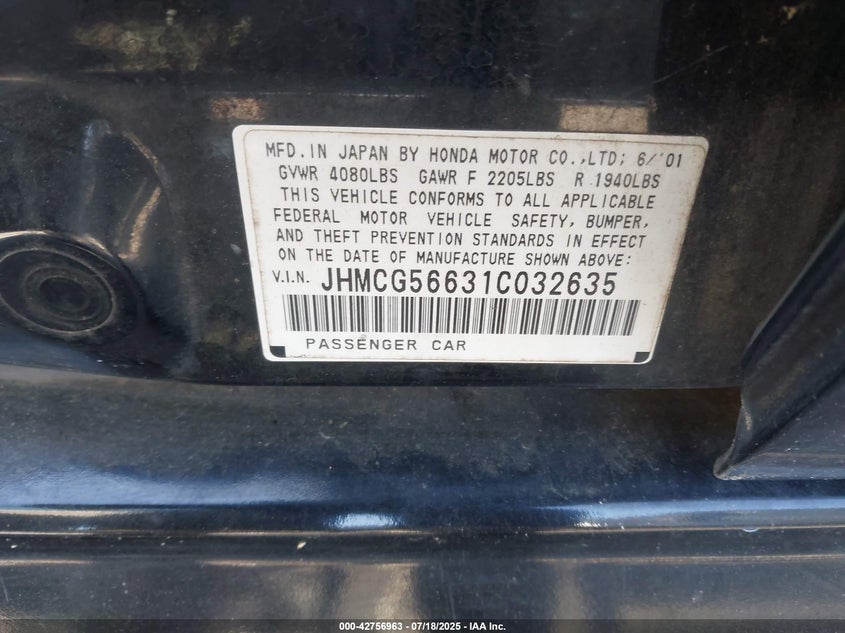 MFD. IN JAPAN BY HONDA MOTOR CO.,LTD; 6/'01
GVWR 4080LBS GAWR F 2205LBS R 1940LBS
THIS VEHICLE CONFORMS TO ALL APPLICABLE
FEDERAL MOTOR VEHICLE SAFETY, BUMPER,
AND THEFT PREVENTION STANDARDS IN EFFECT
ON THE DATE OF MANUFACTURE SHOWN ABOVE:
V.I.N. JHMCG56631C032635
PASSENGER CAR
000-42756963 - 07/18/2025 - IAA Inc.